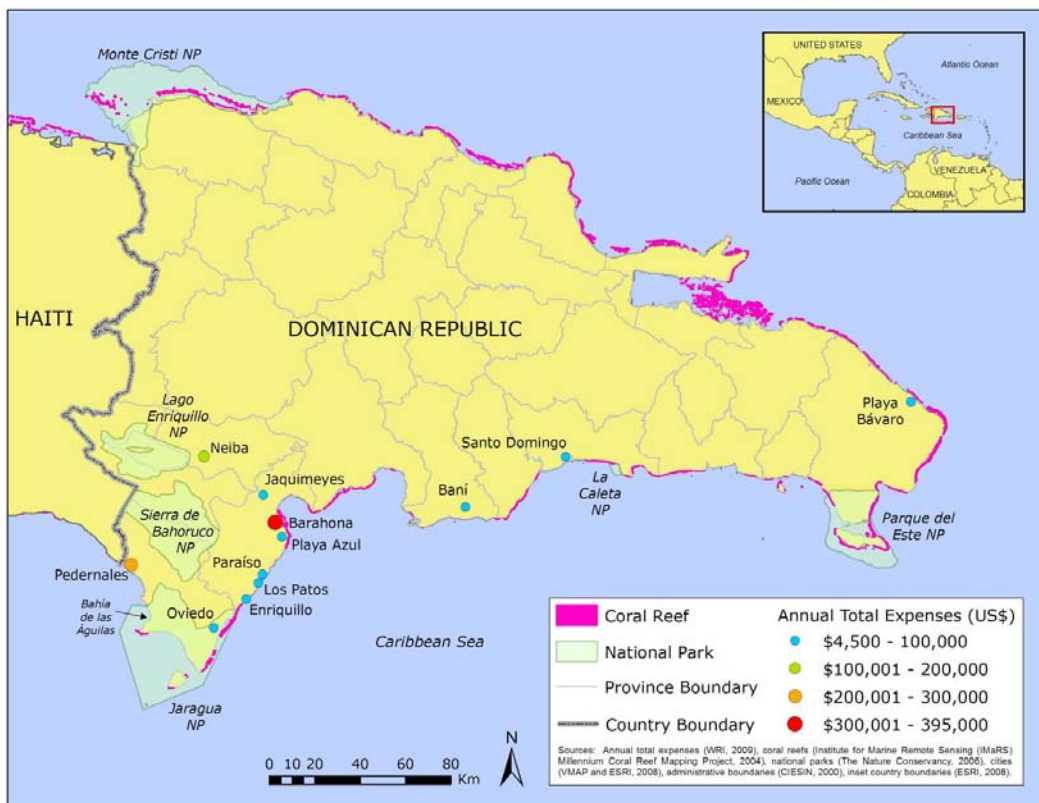 Monte Cristi NP
HAITI
DOMINICAN REPUBLIC
Lago
Enriquillo
NP
Neiba
Jaquimeyes
Sierra de
Bahoruco
NP
Barahona
Playa Azul
Pedernales
Paraíso
Los Patos
Enriquillo
Oviedo
Bahía
de las
Águilas
Jaragua
NP
Caribbean Sea
Baní
Santo Domingo
La
Caleta
NP
Playa
Bávaro
Parque del
Este NP
UNITED STATES
Atlantic Ocean
MEXICO
Caribbean Sea
Pacific Ocean
VENEZUELA
COLOMBIA
Coral Reef
National Park
Province Boundary
Country Boundary
Annual Total Expenses (US$)
$4,500 - 100,000
$100,001 - 200,000
$200,001 - 300,000
$300,001 - 395,000
Sources: Annual total expenses (WRI, 2009), coral reefs (Institute for Marine Remote Sensing (IMaRS)
Millennium Coral Reef Mapping Project, 2004), national parks (The Nature Conservancy, 2006), cities
(VMAP and ESRI, 2008), administrative boundaries (CIESIN, 2000), inset country boundaries (ESRI, 2008).
N
0 10 20 40 60 80
Km